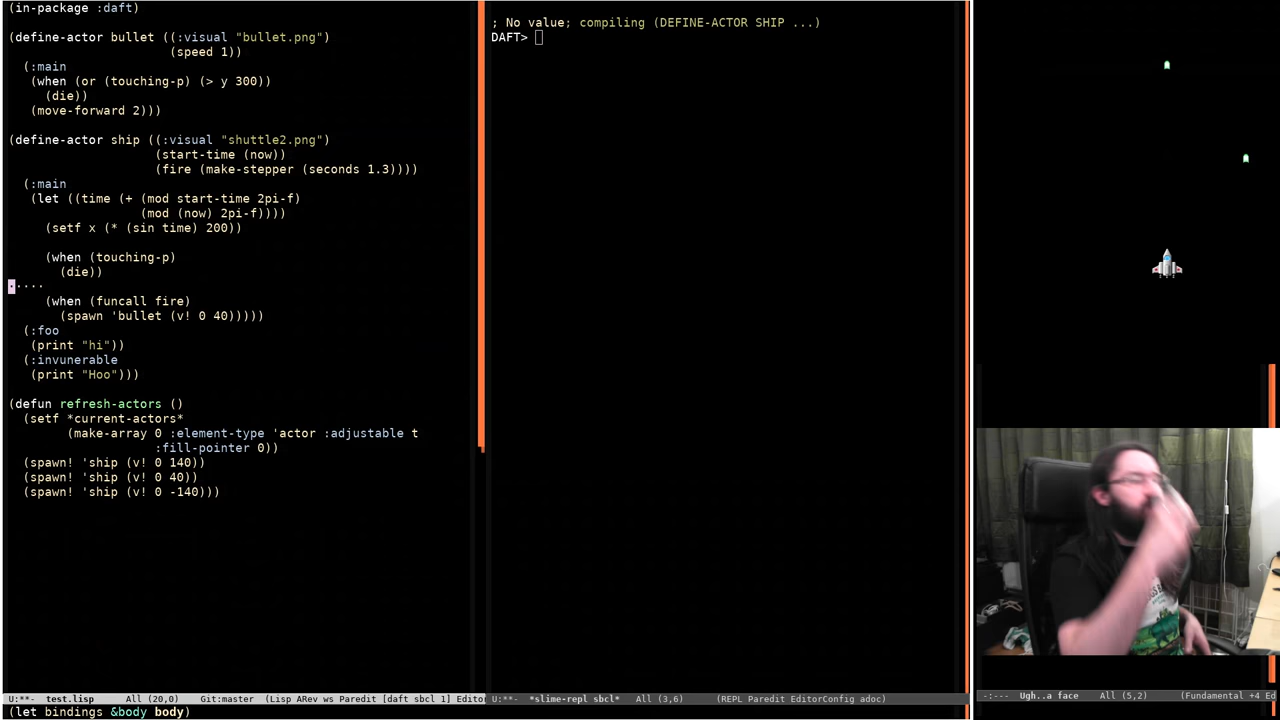 (in-package :daft)
(define-actor bullet ((:visual "bullet.png")
(speed 1))
(:main
(when (or (touching-p) (> y 300))
(die))
(move-forward 2)))
(define-actor ship ((:visual "shuttle2.png")
(start-time (now))
(fire (make-stepper (seconds 1.3))))
(:main
(let ((time (+ (mod start-time 2pi-f)
(mod (now) 2pi-f))))
(setf x (* (sin time) 200))
(when (touching-p)
(die))
·····
(when (funcall fire)
(spawn 'bullet (v! 0 40)))))
(:foo
(print "hi"))
(:invunerable
(print "Hoo")))
(defun refresh-actors ()
(setf *current-actors*
(make-array 0 :element-type 'actor :adjustable t
:fill-pointer 0))
(spawn! 'ship (v! 0 140))
(spawn! 'ship (v! 0 40))
(spawn! 'ship (v! 0 -140)))
U:**- test.lisp All (20,0) Git:master (Lisp ARev ws Paredit [daft sbcl 1] Editor
(let bindings &body body)
; No value; compiling (DEFINE-ACTOR SHIP ...)
DAFT>
U:**- *slime-repl sbcl* All (3,6) (REPL Paredit EditorConfig adoc)
-:--- Ugh..a face All (5,2) (Fundamental +4 Ed